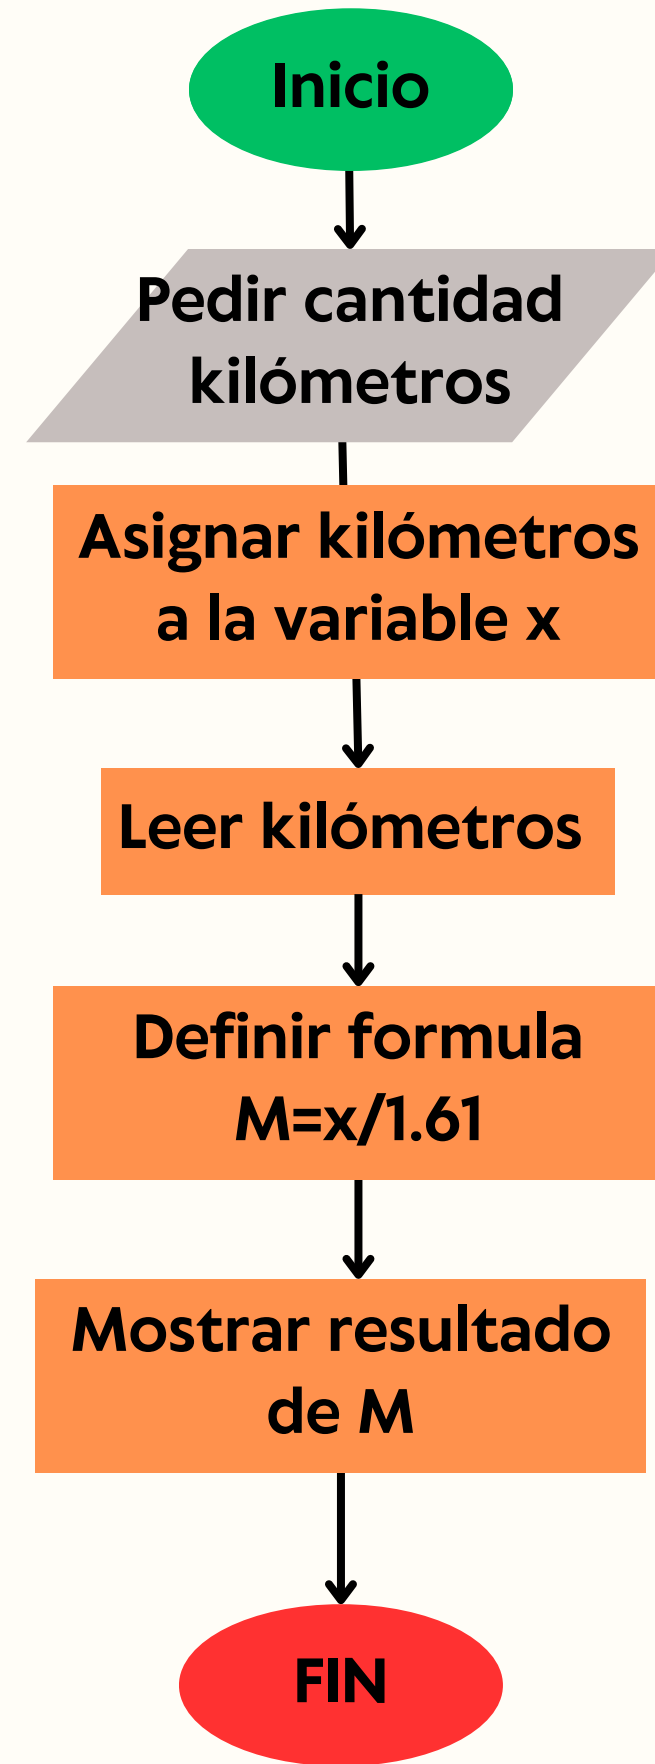 Inicio
Pedir cantidad
kilómetros
Asignar kilómetros
a la variable x
Leer kilómetros
Definir formula
M=x/1.61
Mostrar resultado
de M
FIN